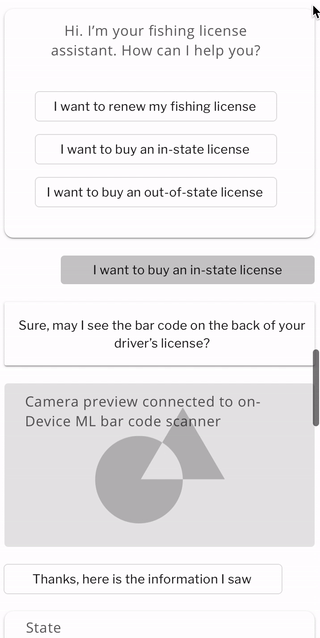 Hi. I’m your fishing license
assistant. How can I help you?
I want to renew my fishing license
I want to buy an in-state license
I want to buy an out-of-state license
I want to buy an in-state license
Sure, may I see the bar code on the back of your
driver’s license?
Camera preview connected to on-
Device ML bar code scanner
Thanks, here is the information I saw
State